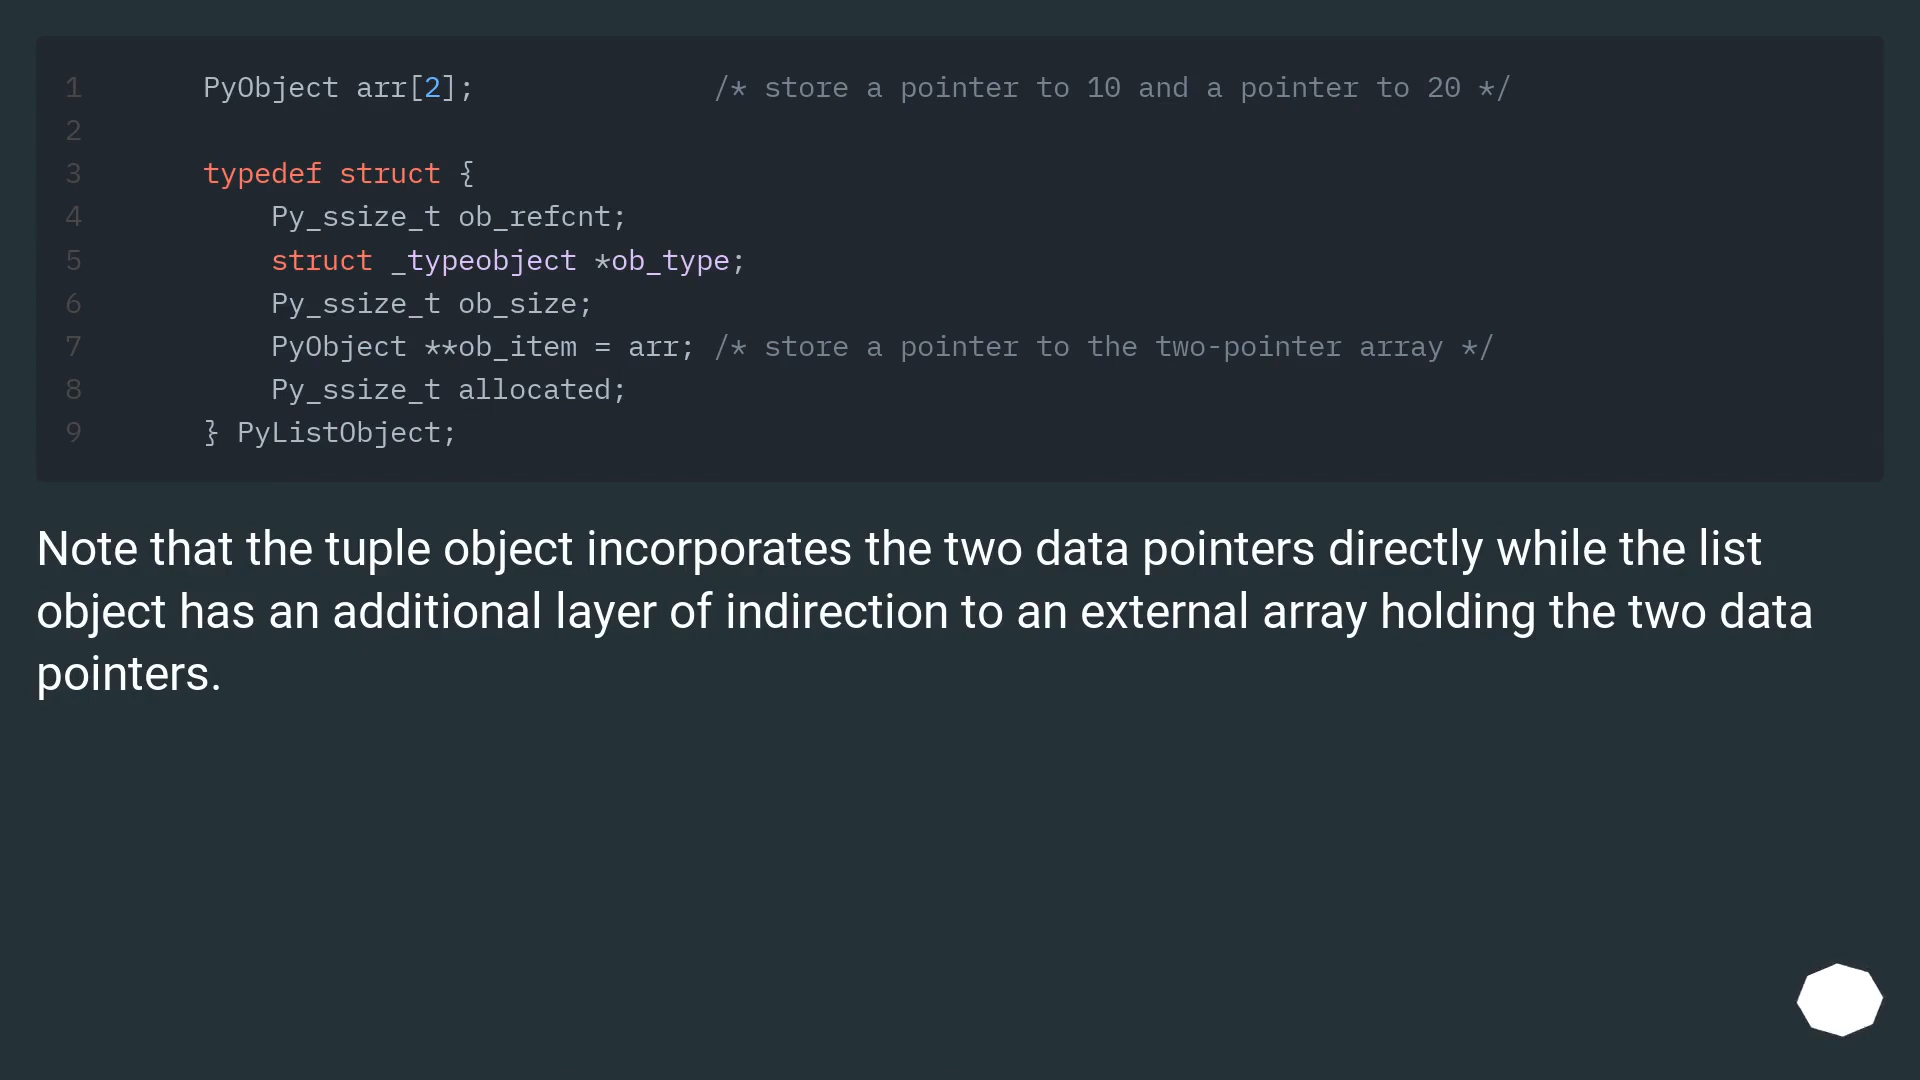 1 PyObject arr[2]; /* store a pointer to 10 and a pointer to 20 */
2
3 typedef struct {
4 Py_ssize_t ob_refcnt;
5 struct _typeobject *ob_type;
6 Py_ssize_t ob_size;
7 PyObject **ob_item = arr; /* store a pointer to the two-pointer array */
8 Py_ssize_t allocated;
9 } PyListObject;
Note that the tuple object incorporates the two data pointers directly while the list
object has an additional layer of indirection to an external array holding the two data
pointers.